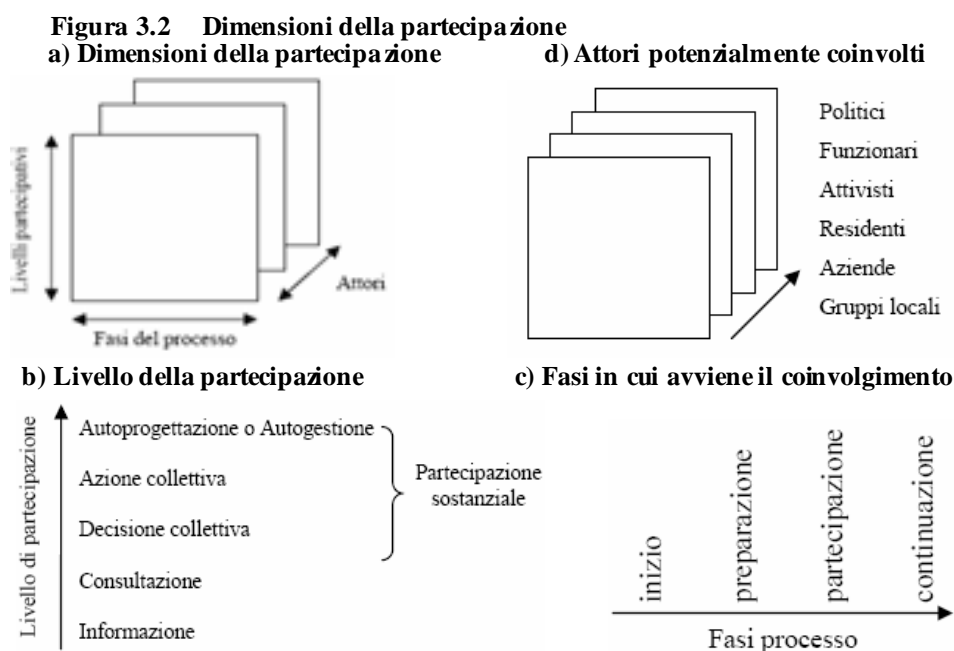 Figura 3.2 Dimensioni della partecipazione
a) Dimensioni della partecipazione
Livelli partecipativi
Attori
Fasi del processo
d) Attori potenzialmente coinvolti
Politici
Funzionari
Attivisti
Residenti
Aziende
Gruppi locali
b) Livello della partecipazione
Livello di partecipazione
Autoprogettazione o Autogestione
Azione collettiva
Decisione collettiva
Consultazione
Informazione
Partecipazione
sostanziale
c) Fasi in cui avviene il coinvolgimento
inizio
preparazione
partecipazione
continuazione
Fasi processo